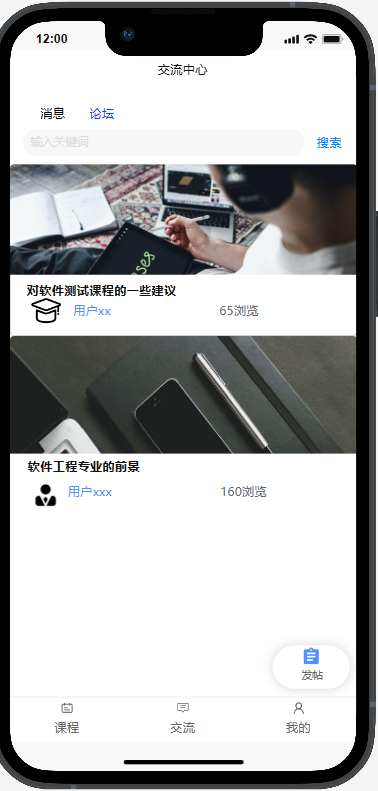 12:00
交流中心
消息 论坛
输入关键词 搜索
对软件测试课程的一些建议
用户xx 65浏览
软件工程专业的前景
用户xxx 160浏览
发帖
课程 交流 我的